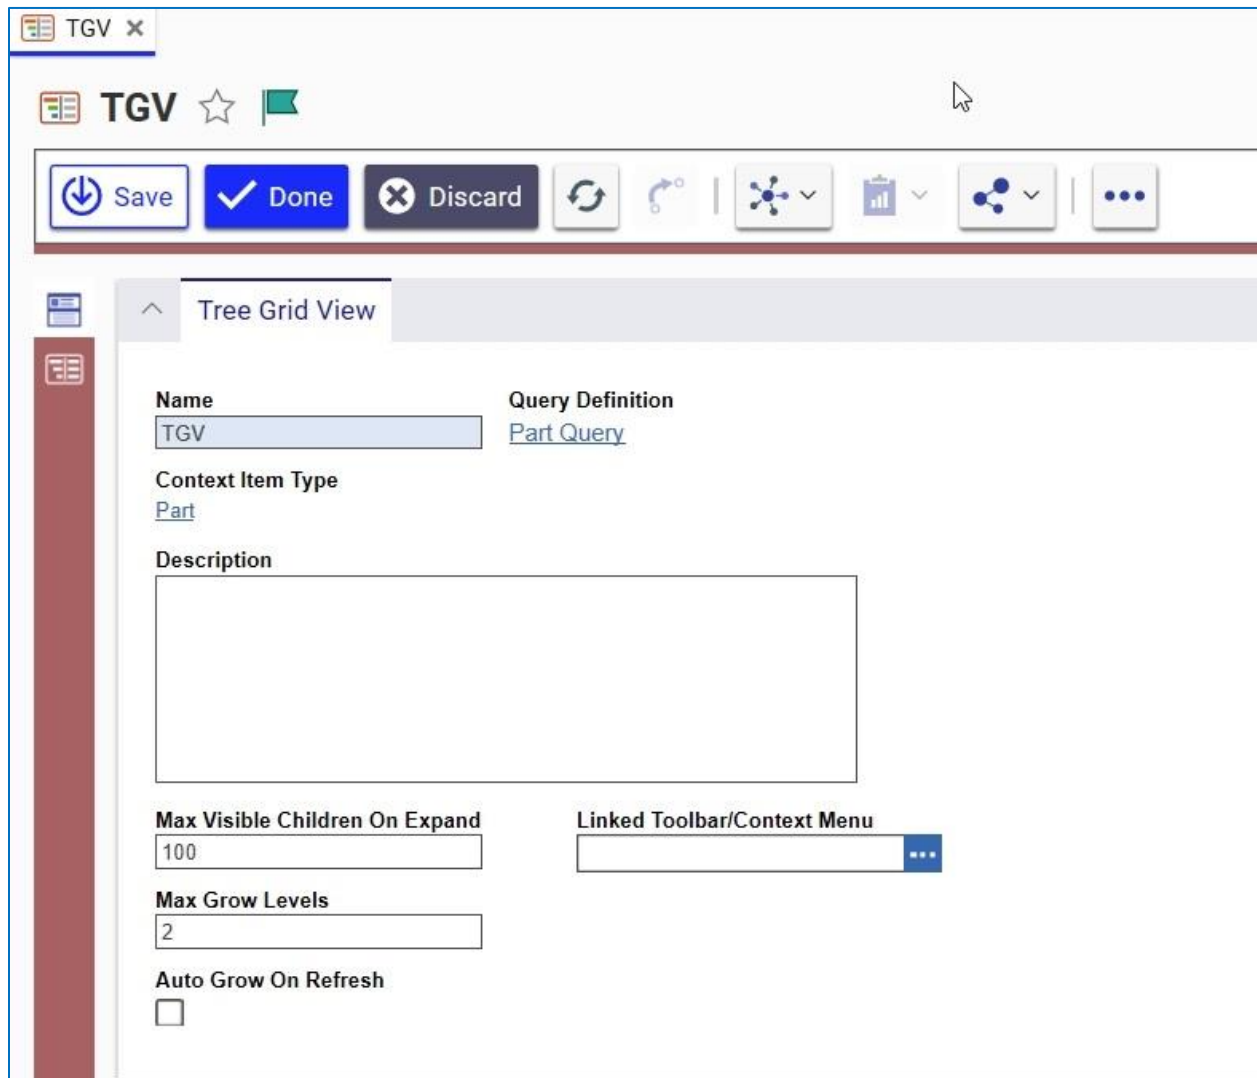 TGV
TGV
Save Done Discard
Tree Grid View
Name Query Definition
TGV Part Query
Context Item Type
Part
Description
Max Visible Children On Expand Linked Toolbar/Context Menu
100
Max Grow Levels
2
Auto Grow On Refresh